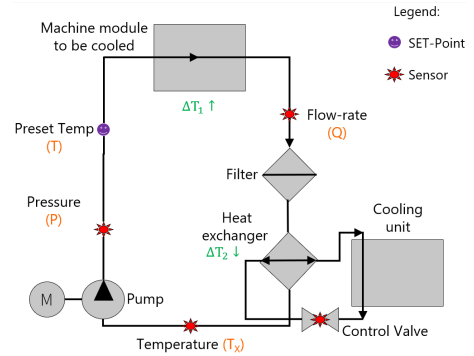 Legend:
SET-Point
Sensor
Machine module
to be cooled
ΔT₁ ↑
Preset Temp
(T)
Flow-rate
(Q)
Filter
Pressure
(P)
Heat
exchanger
ΔT₂ ↓
Cooling
unit
M
Pump
Control Valve
Temperature (Tₓ)